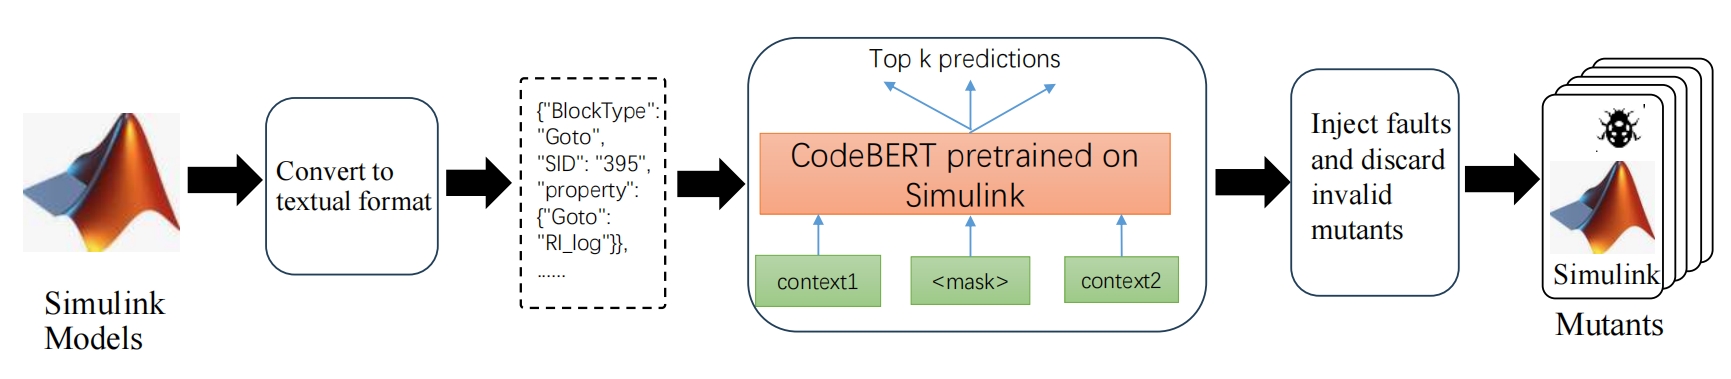 Simulink
Models
Convert to
textual format
{"BlockType":
"Goto",
"SID": "395",
"property":
{"Goto":
"RI_log"}},
......
Top k predictions
CodeBERT pretrained on
Simulink
context1
<mask>
context2
Inject faults
and discard
invalid
mutants
Simulink
Mutants